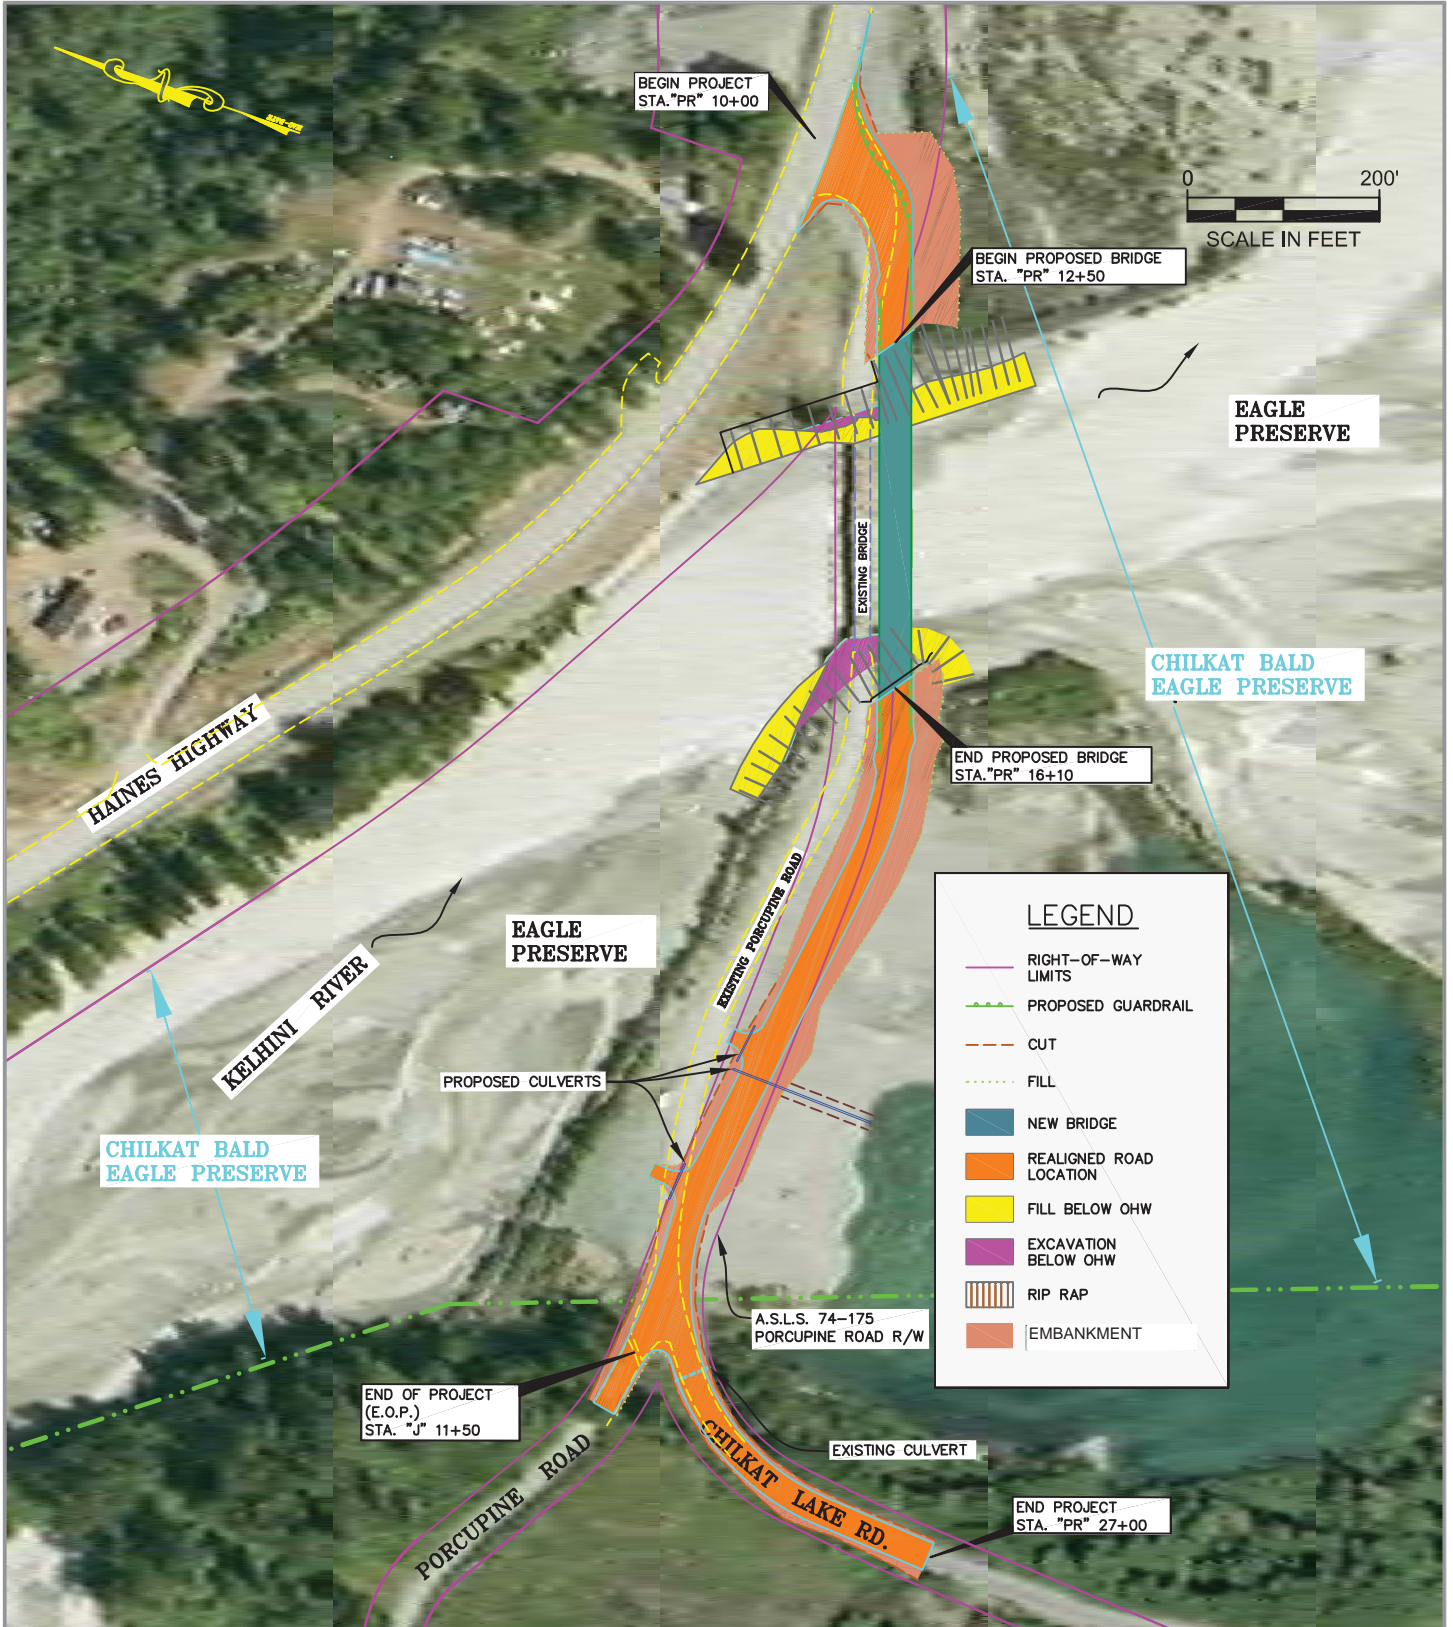 BEGIN PROJECT
STA."PR" 10+00
0 200'
SCALE IN FEET
BEGIN PROPOSED BRIDGE
STA. "PR" 12+50
EAGLE
PRESERVE
EXISTING BRIDGE
CHILKAT BALD
EAGLE PRESERVE
HAINES HIGHWAY
END PROPOSED BRIDGE
STA."PR" 16+10
EXISTING PORCUPINE ROAD
EAGLE
PRESERVE
KELHINI RIVER
PROPOSED CULVERTS
CHILKAT BALD
EAGLE PRESERVE
LEGEND
RIGHT-OF-WAY
LIMITS
PROPOSED GUARDRAIL
CUT
FILL
NEW BRIDGE
REALIGNED ROAD
LOCATION
FILL BELOW OHW
EXCAVATION
BELOW OHW
RIP RAP
EMBANKMENT
A.S.L.S. 74-175
PORCUPINE ROAD R/W
END OF PROJECT
(E.O.P.)
STA. "J" 11+50
EXISTING CULVERT
PORCUPINE ROAD
CHILKAT LAKE RD.
END PROJECT
STA. "PR" 27+00